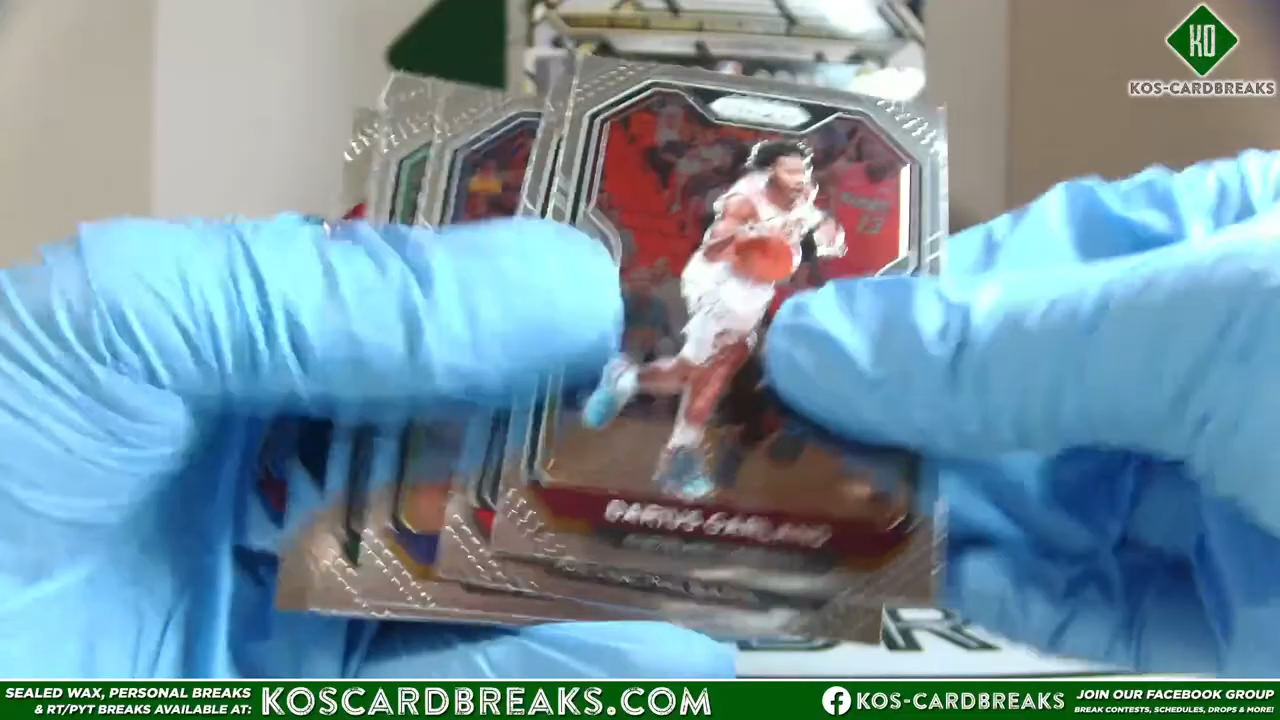 KO
KOS-CARDBREAKS
DARIUS GARLAND
SEALED WAX, PERSONAL BREAKS
& RT/PYT BREAKS AVAILABLE AT:
KOSCARDBREAKS.COM
KOS-CARDBREAKS
JOIN OUR FACEBOOK GROUP
BREAK CONTESTS, SCHEDULES, DROPS & MORE!